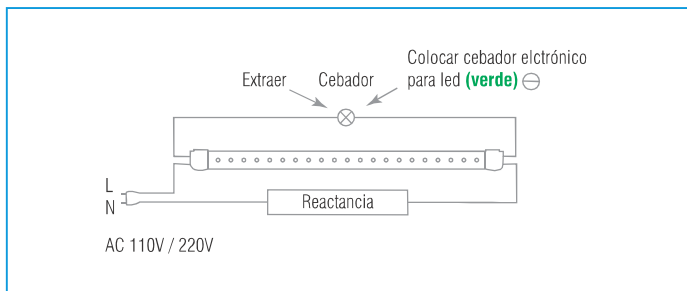 Colocar cebador elctrónico
Extraer Cebador para led (verde)
L
N
Reactancia
AC 110V / 220V